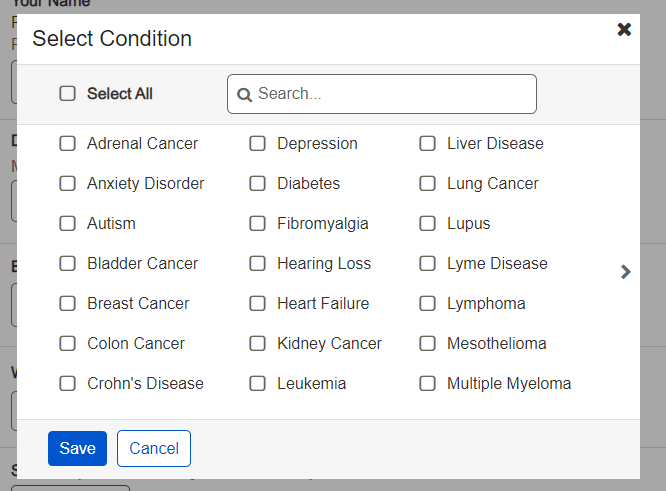 Your Name
Select Condition
Select All
Search...
Adrenal Cancer
Anxiety Disorder
Autism
Bladder Cancer
Breast Cancer
Colon Cancer
Crohn's Disease
Depression
Diabetes
Fibromyalgia
Hearing Loss
Heart Failure
Kidney Cancer
Leukemia
Liver Disease
Lung Cancer
Lupus
Lyme Disease
Lymphoma
Mesothelioma
Multiple Myeloma
Save
Cancel